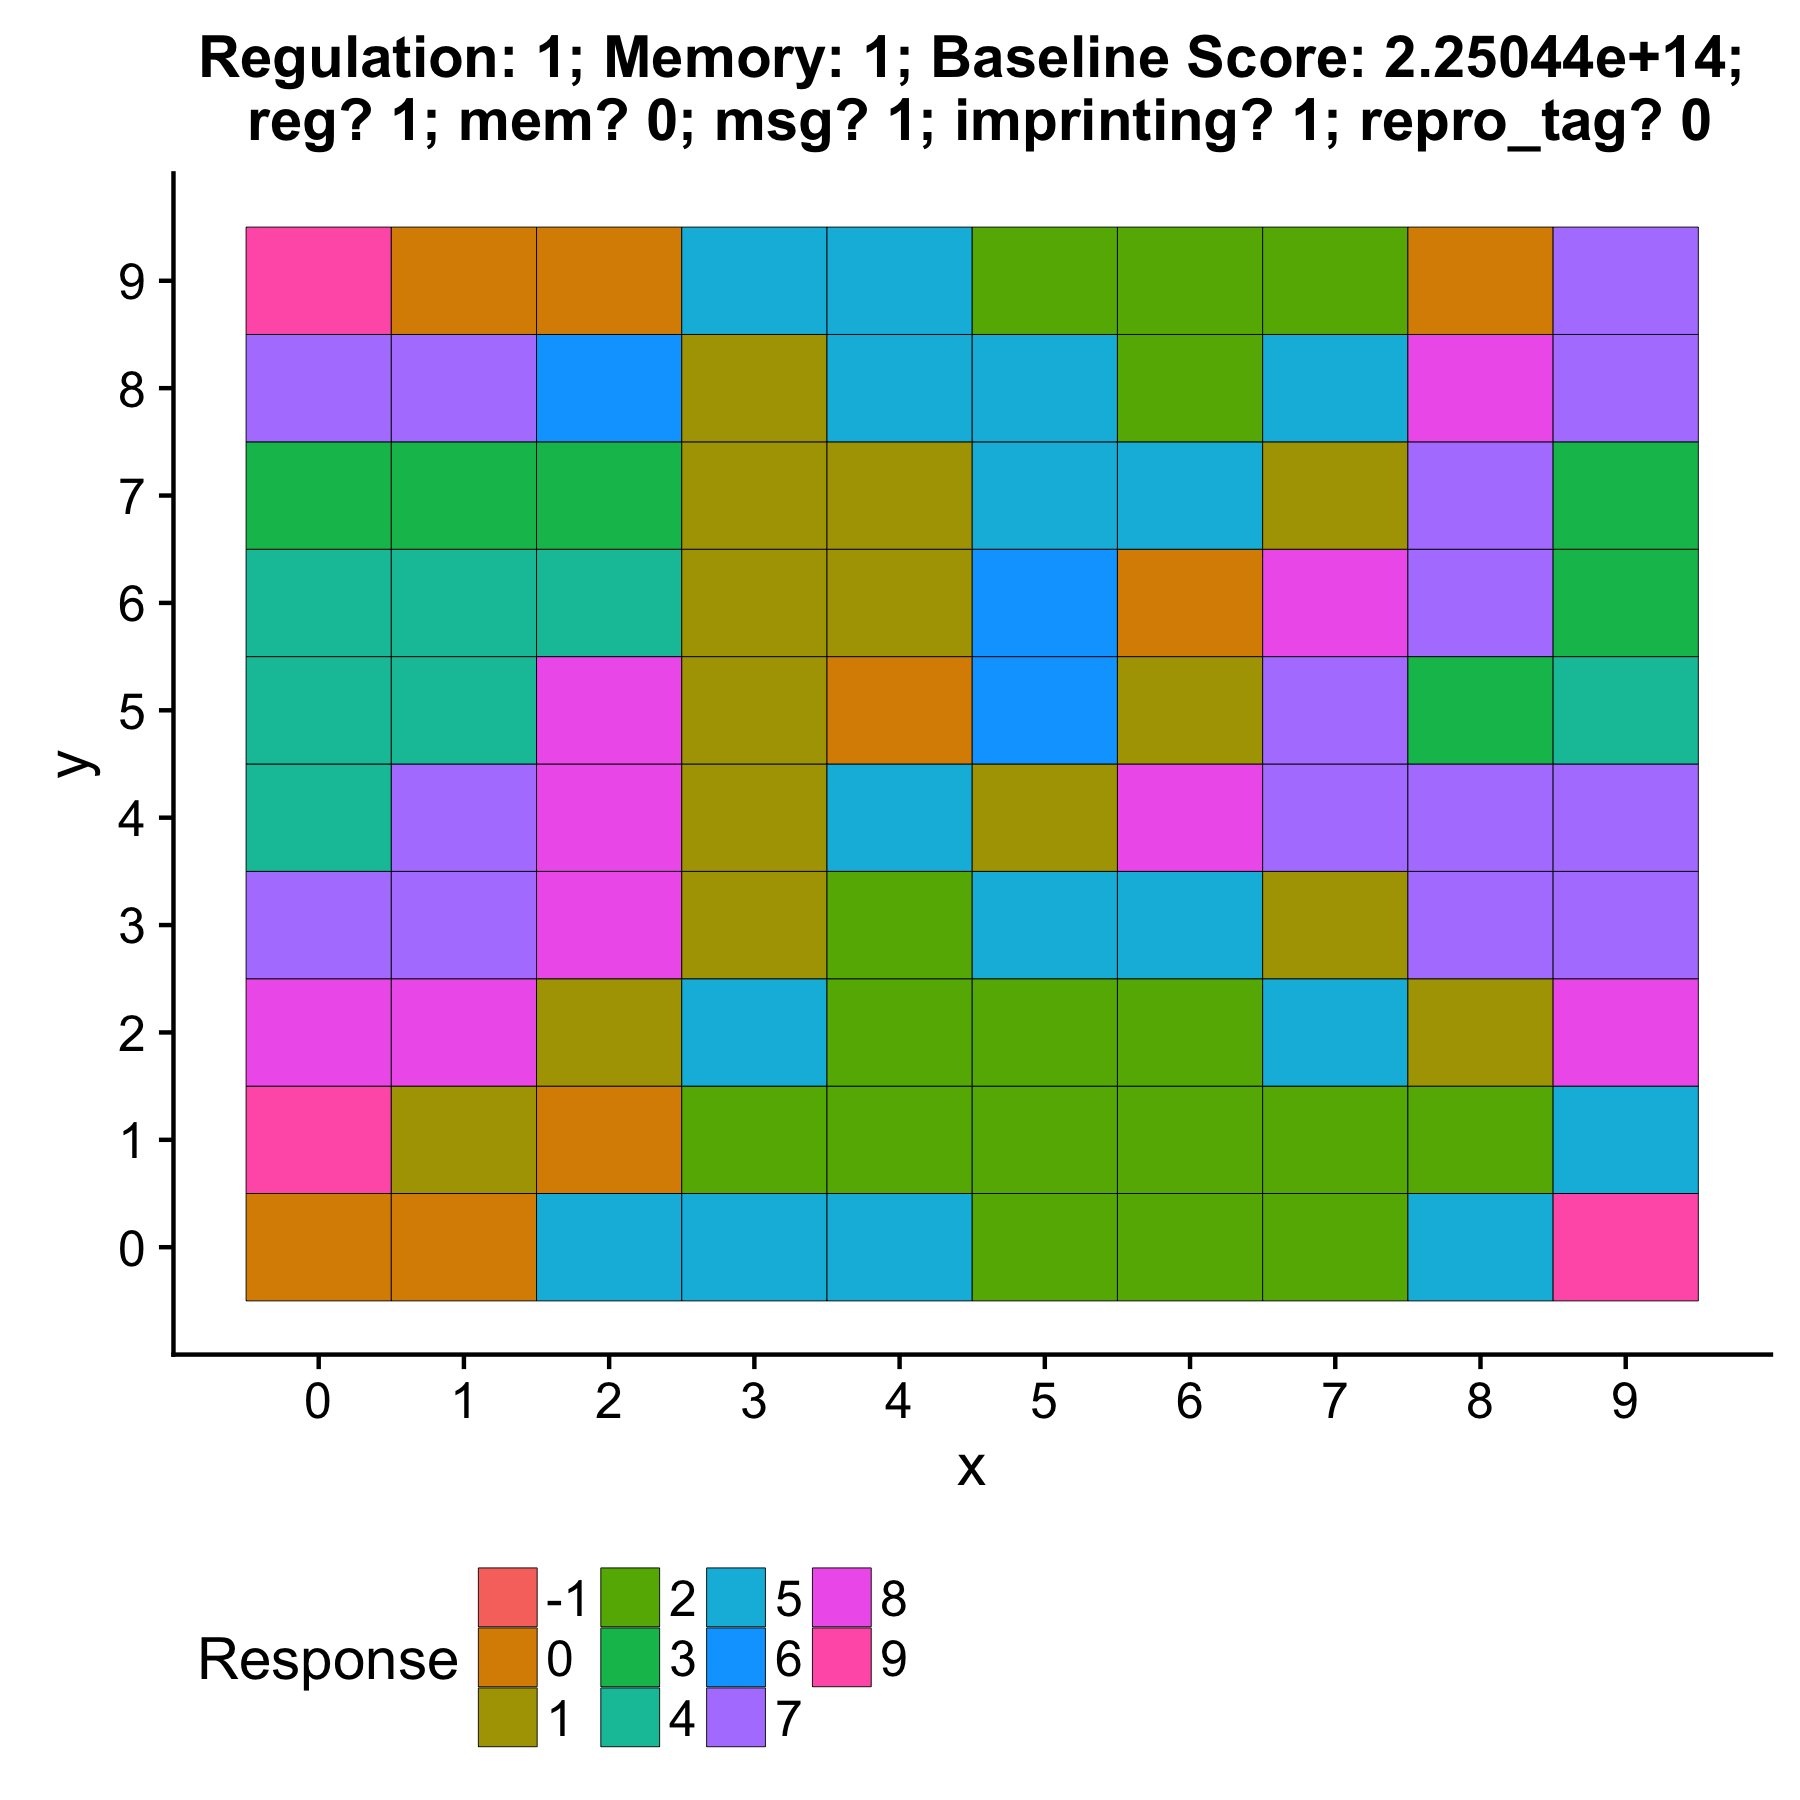 Regulation: 1; Memory: 1; Baseline Score: 2.25044e+14;
reg? 1; mem? 0; msg? 1; imprinting? 1; repro_tag? 0
9
8
7
6
5
4
3
2
1
0
y
0 1 2 3 4 5 6 7 8 9
x
-1 2 5 8
Response 0 3 6 9
1 4 7